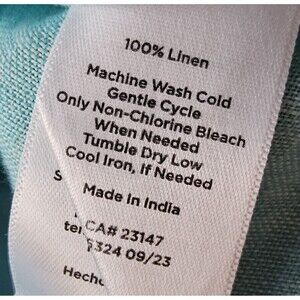 100% Linen
Machine Wash Cold
Gentle Cycle
Only Non-Chlorine Bleach
When Needed
Tumble Dry Low
Cool Iron, If Needed
S
Made in India
CA# 23147
324 09/23